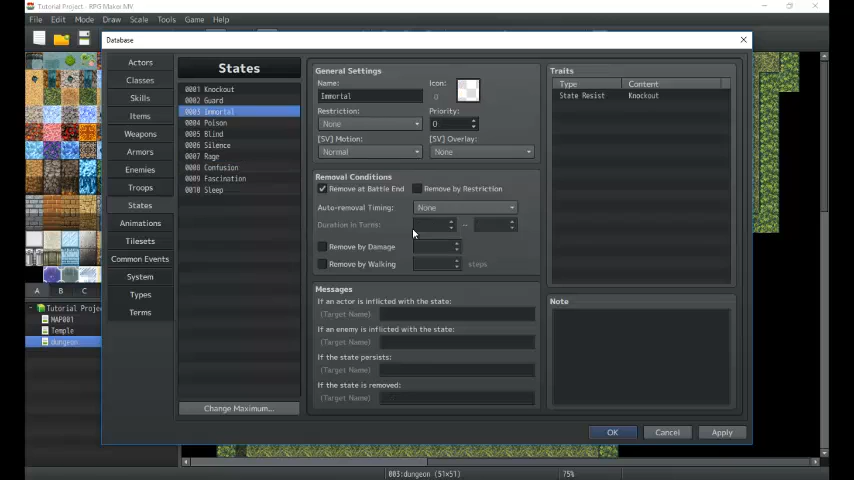 Tutorial Project - RPG Maker MV
File Edit Mode Draw Scale Tools Game Help
Database
Actors
Classes
Skills
Items
Weapons
Armors
Enemies
Troops
States
Animations
Tilesets
Common Events
System
Types
Terms
States
0001 Knockout
0002 Guard
0003 Immortal
0004 Poison
0005 Blind
0006 Silence
0007 Rage
0008 Confusion
0009 Fascination
0010 Sleep
Change Maximum...
General Settings
Name: Icon:
Immortal
Restriction: Priority:
None 0
[SV] Motion: [SV] Overlay:
Normal None
Removal Conditions
Remove at Battle End Remove by Restriction
Auto-removal Timing: None
Duration in Turns: --
Remove by Damage
Remove by Walking steps
Messages
If an actor is inflicted with the state:
(Target Name)
If an enemy is inflicted with the state:
(Target Name)
If the state persists:
(Target Name)
If the state is removed:
(Target Name)
Traits
Type Content
State Resist Knockout
Note
OK Cancel Apply
A B C
Tutorial Proje
MAP001
Temple
dungeon
003:dungeon (51×51) 75%